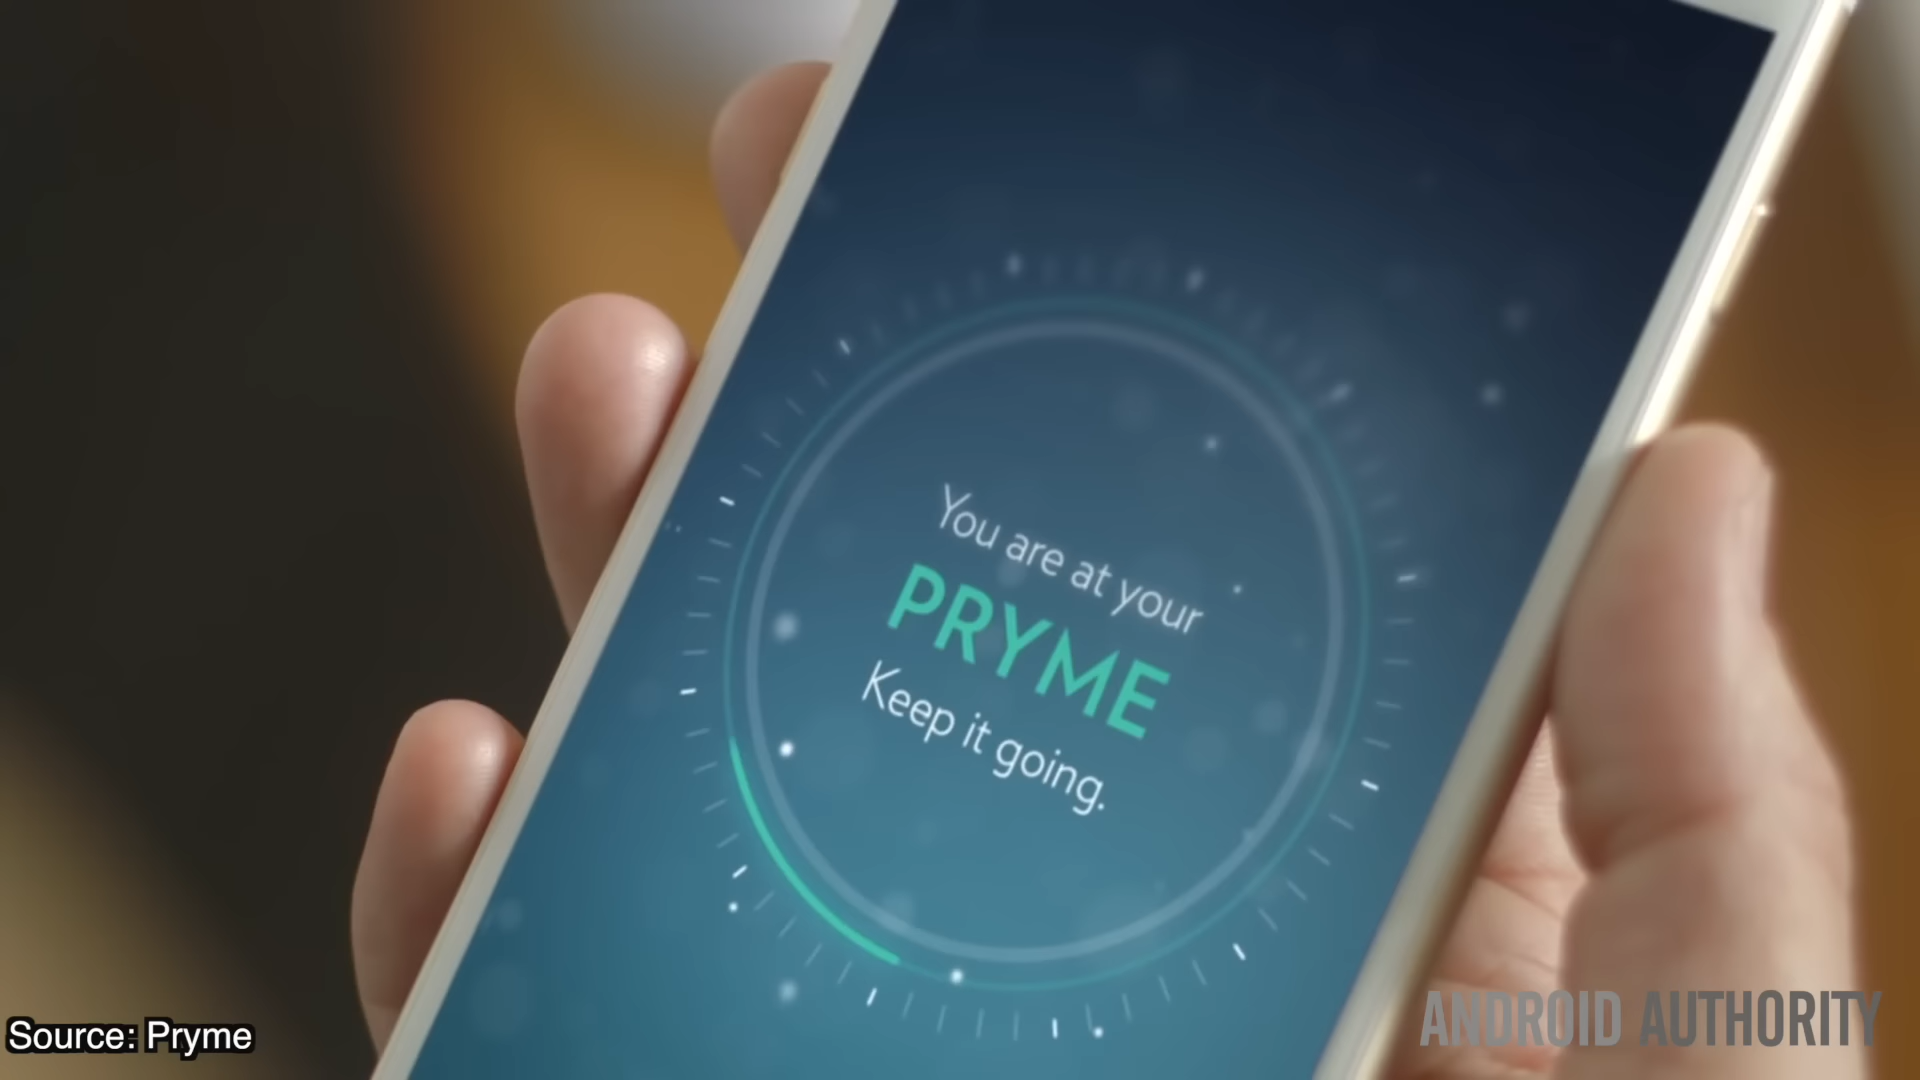 You are at your
PRYME
Keep it going.
Source: Pryme
ANDROID AUTHORITY